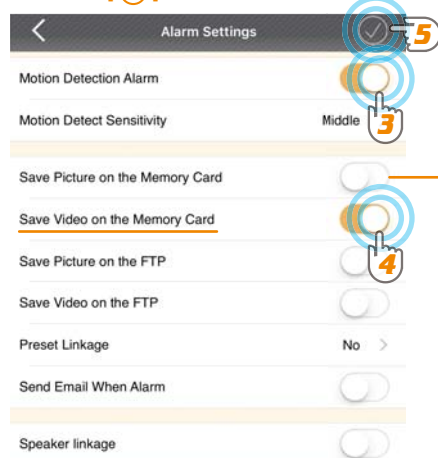 Alarm Settings
5
Motion Detection Alarm
Motion Detect Sensitivity Middle
3
Save Picture on the Memory Card
Save Video on the Memory Card
4
Save Picture on the FTP
Save Video on the FTP
Preset Linkage No
Send Email When Alarm
Speaker linkage